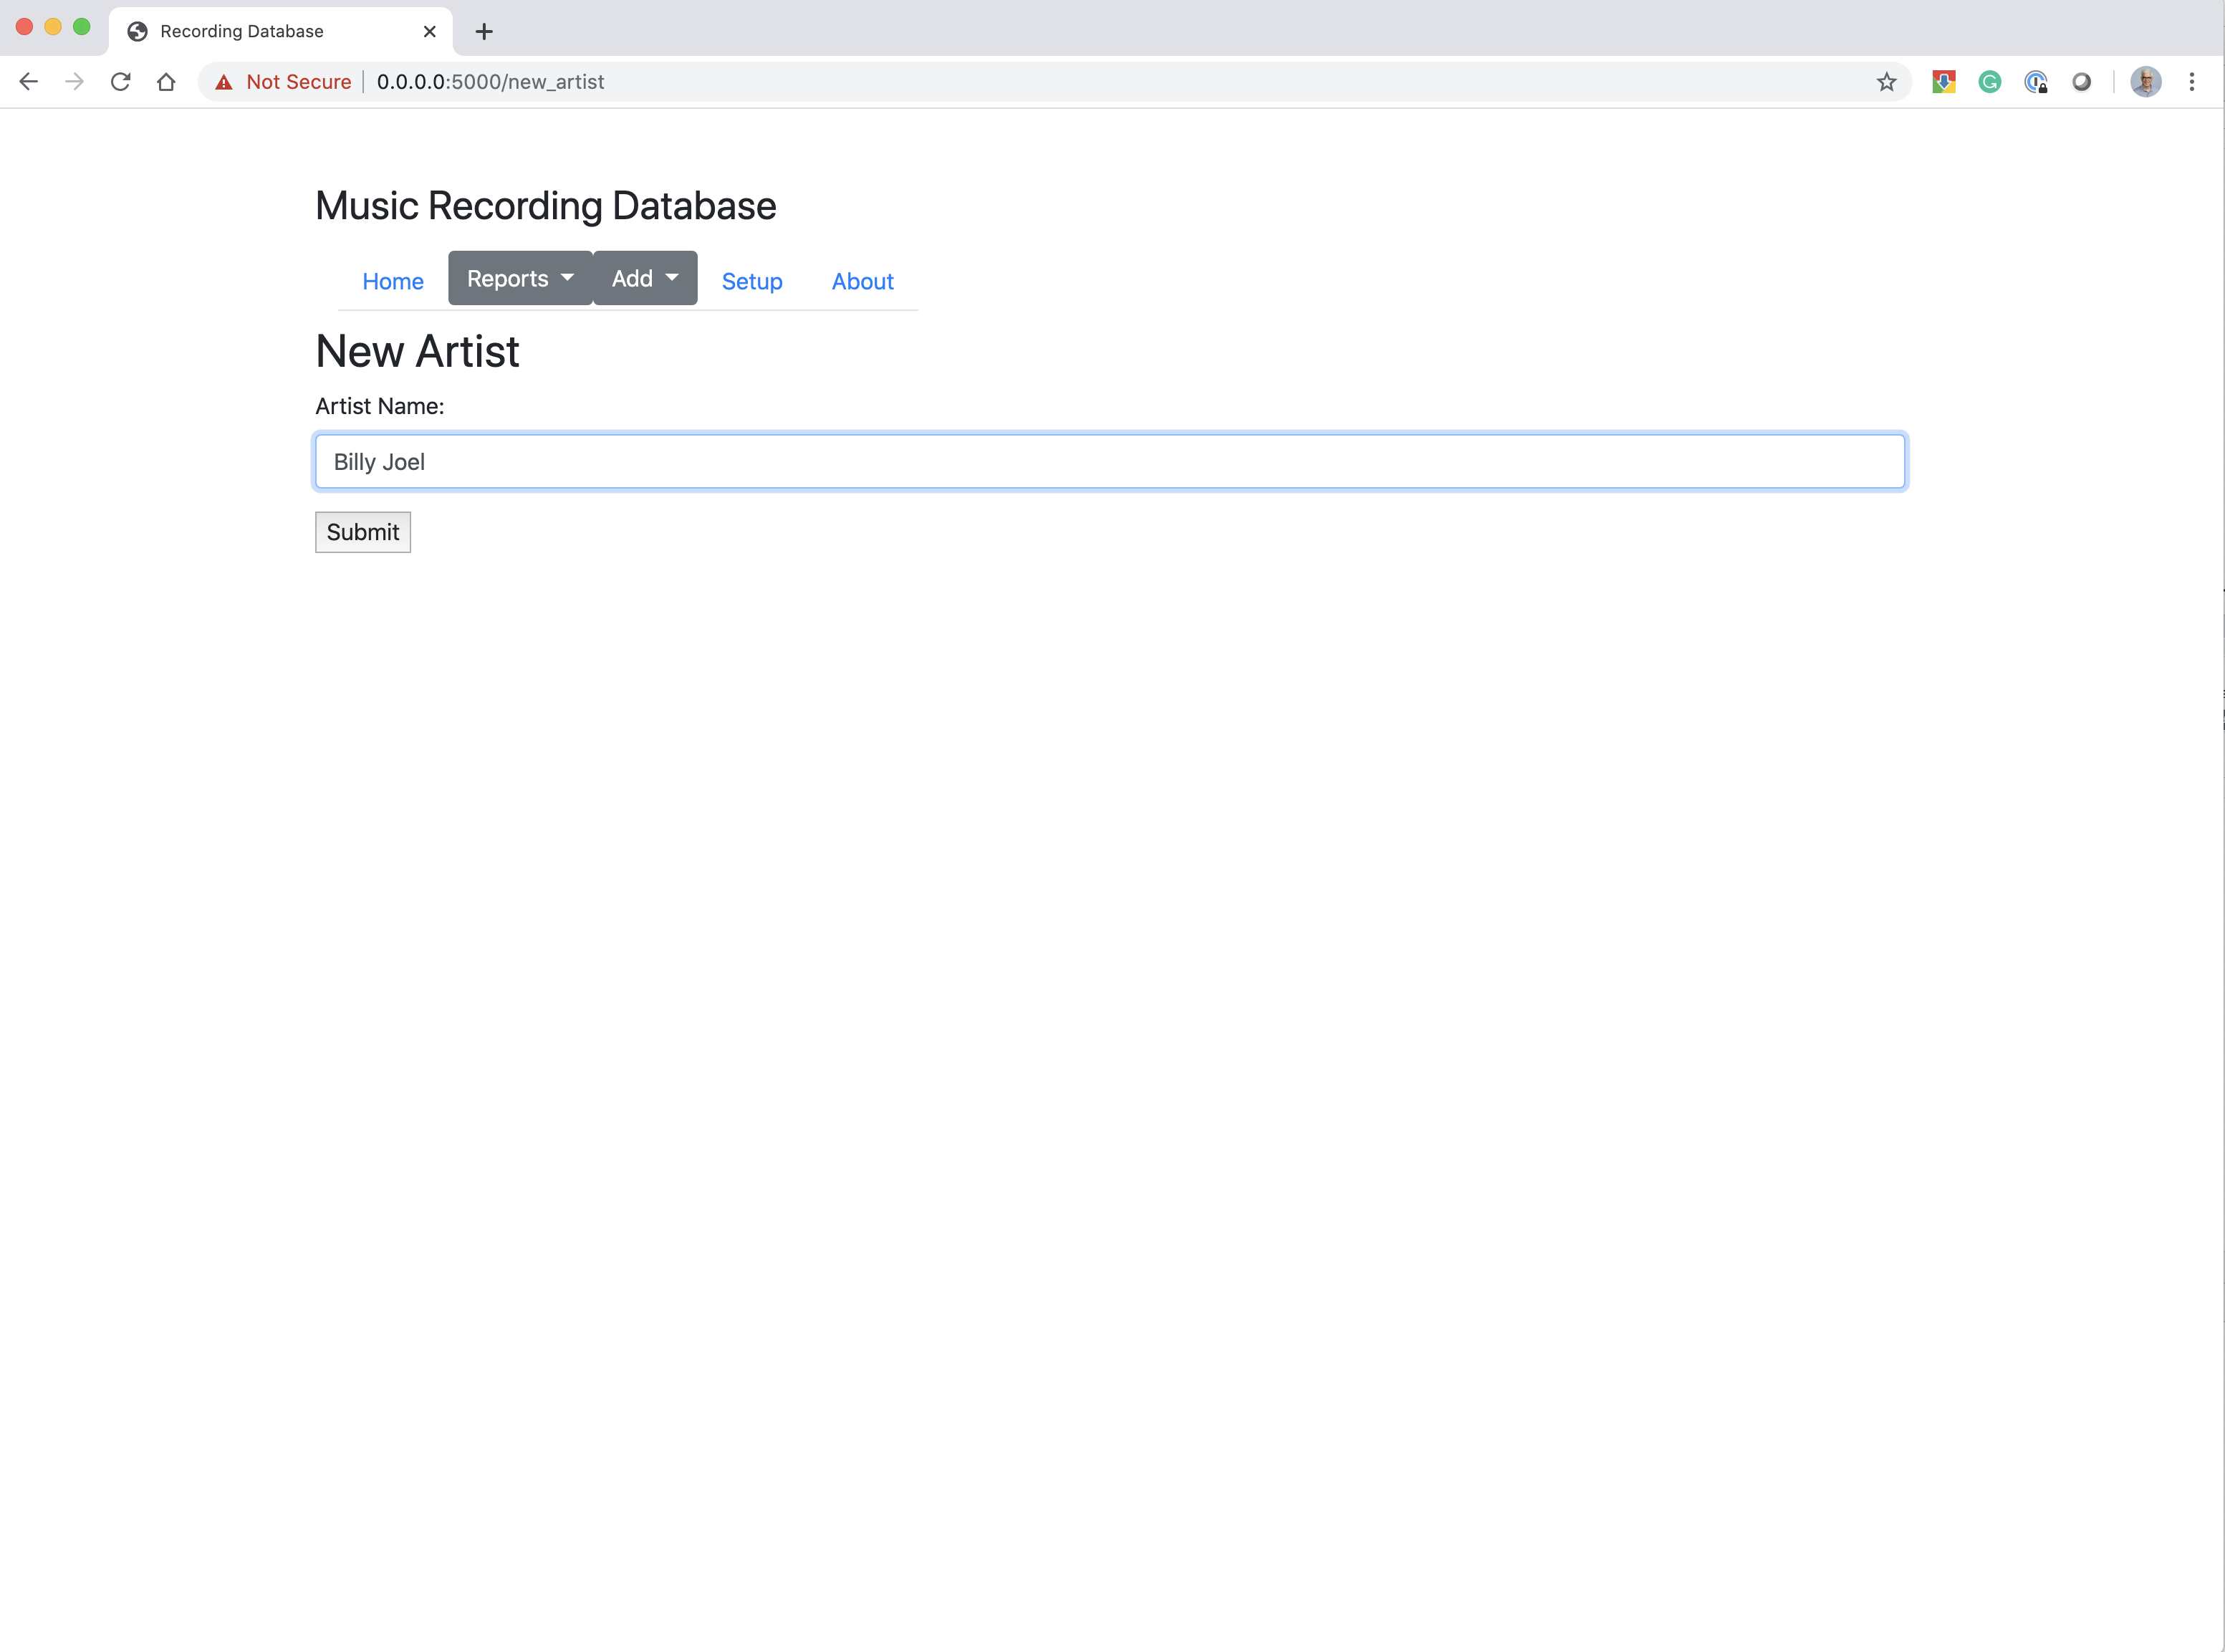 Recording Database
Not Secure 0.0.0.0:5000/new_artist
Music Recording Database
Home Reports Add Setup About
New Artist
Artist Name:
Billy Joel
Submit